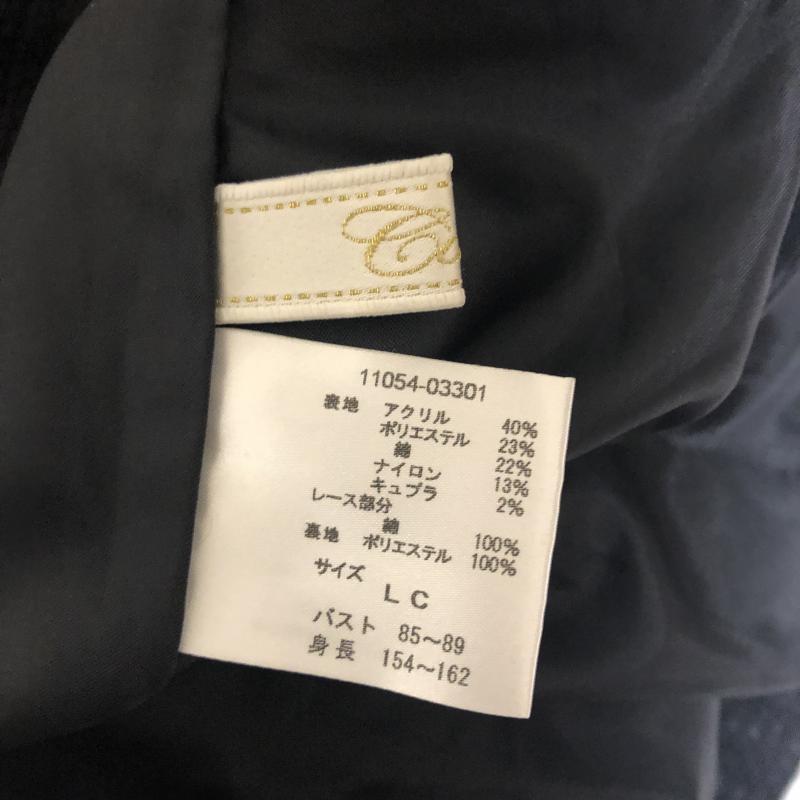 11054-03301
表地 アクリル 40%
ポリエステル 23%
綿 22%
ナイロン 13%
キュプラ 2%
レース部分
綿 100%
裏地 ポリエステル 100%
サイズ
L C
バスト 85～89
身長 154～162